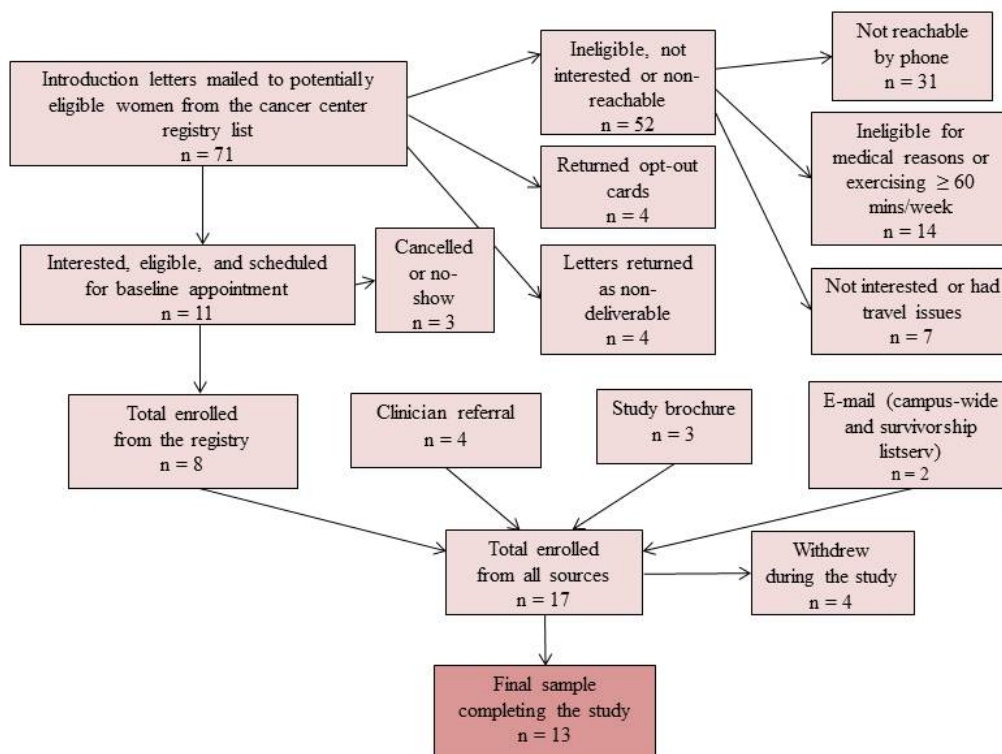 Introduction letters mailed to potentially
eligible women from the cancer center
registry list
n = 71
Ineligible, not
interested or non-
reachable
n = 52
Not reachable
by phone
n = 31
Returned opt-out
cards
n = 4
Ineligible for
medical reasons or
exercising ≥ 60
mins/week
n = 14
Interested, eligible, and scheduled
for baseline appointment
n = 11
Cancelled
or no-
show
n = 3
Letters returned
as non-
deliverable
n = 4
Not interested or had
travel issues
n = 7
Total enrolled
from the registry
n = 8
Clinician referral
n = 4
Study brochure
n = 3
E-mail (campus-wide
and survivorship
listserv)
n = 2
Total enrolled
from all sources
n = 17
Withdrew
during the study
n = 4
Final sample
completing the study
n = 13